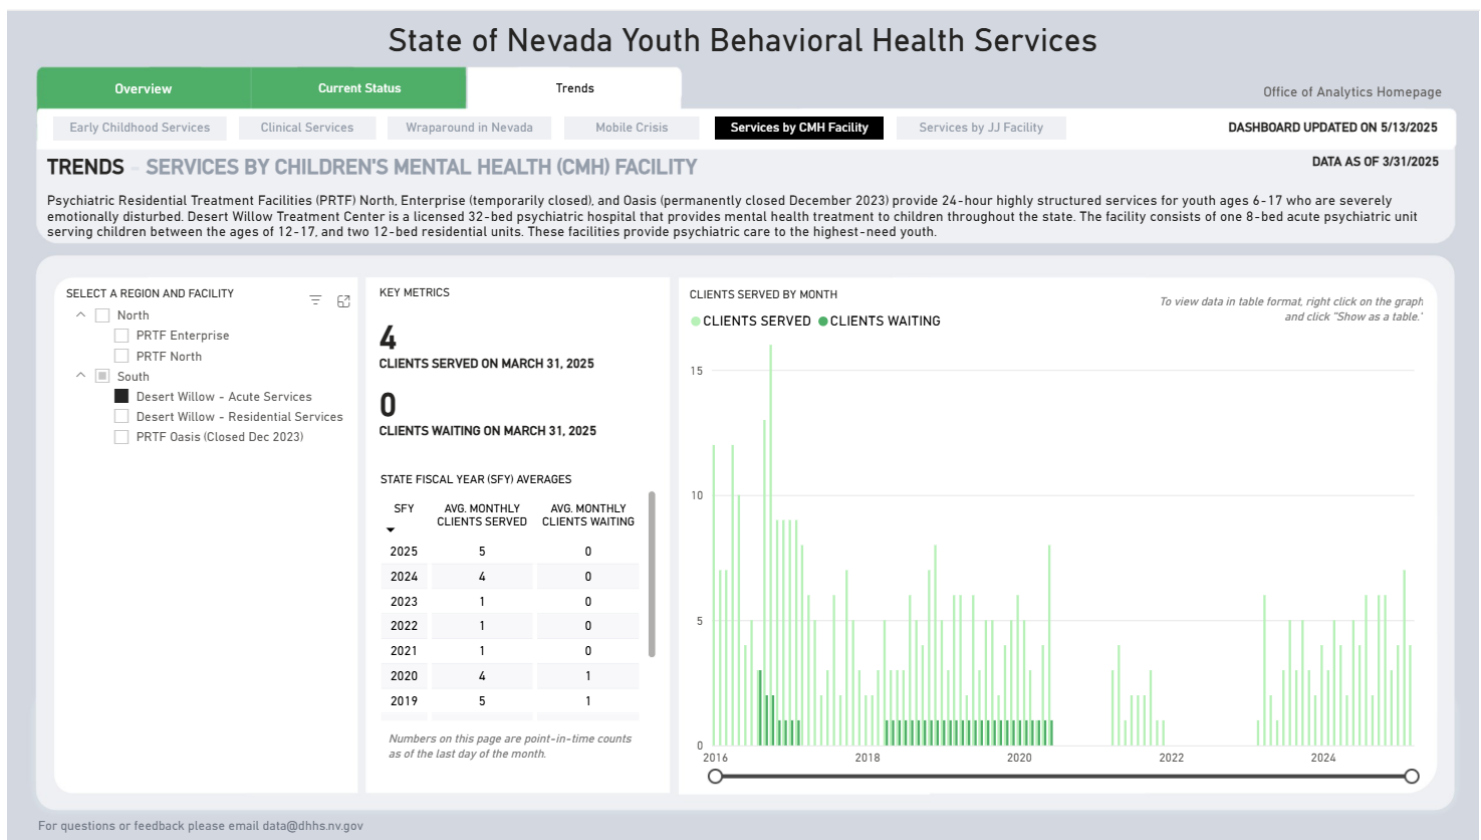 State of Nevada Youth Behavioral Health Services
Overview
Current Status
Trends
Office of Analytics Homepage
Early Childhood Services
Clinical Services
Wraparound in Nevada
Mobile Crisis
Services by CMH Facility
Services by JJ Facility
DASHBOARD UPDATED ON 5/13/2025
TRENDS - SERVICES BY CHILDREN'S MENTAL HEALTH (CMH) FACILITY
DATA AS OF 3/31/2025
Psychiatric Residential Treatment Facilities (PRTF) North, Enterprise (temporarily closed), and Oasis (permanently closed December 2023) provide 24-hour highly structured services for youth ages 6-17 who are severely
emotionally disturbed. Desert Willow Treatment Center is a licensed 32-bed psychiatric hospital that provides mental health treatment to children throughout the state. The facility consists of one 8-bed acute psychiatric unit
serving children between the ages of 12-17, and two 12-bed residential units. These facilities provide psychiatric care to the highest-need youth.
SELECT A REGION AND FACILITY
North
PRTF Enterprise
PRTF North
South
Desert Willow - Acute Services
Desert Willow - Residential Services
PRTF Oasis (Closed Dec 2023)
KEY METRICS
4
CLIENTS SERVED ON MARCH 31, 2025
0
CLIENTS WAITING ON MARCH 31, 2025
STATE FISCAL YEAR (SFY) AVERAGES
SFY AVG. MONTHLY CLIENTS SERVED AVG. MONTHLY CLIENTS WAITING
2025 5 0
2024 4 0
2023 1 0
2022 1 0
2021 1 0
2020 4 1
2019 5 1
Numbers on this page are point-in-time counts
as of the last day of the month.
CLIENTS SERVED BY MONTH
To view data in table format, right click on the graph
and click "Show as a table."
CLIENTS SERVED CLIENTS WAITING
15
10
5
0
2016 2018 2020 2022 2024
For questions or feedback please email data@dhhs.nv.gov